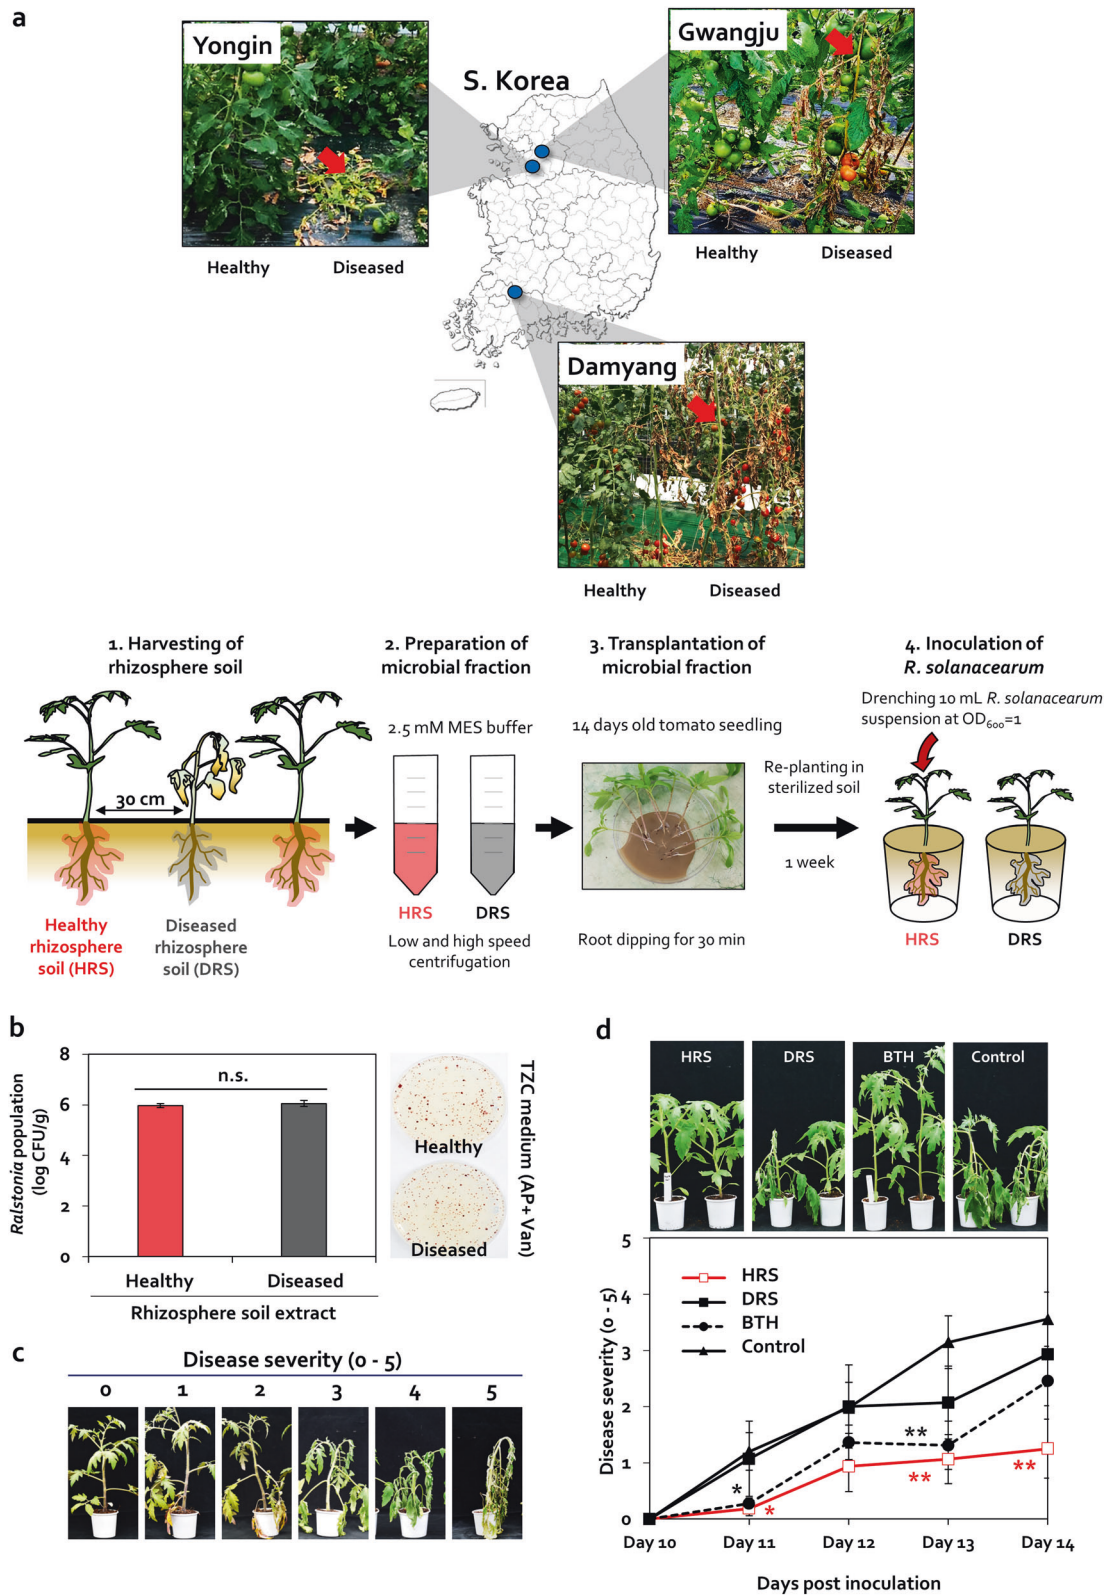 a
Yongin
Healthy
Diseased
S. Korea
Gwangju
Healthy
Diseased
Damyang
Healthy
Diseased
1. Harvesting of
rhizosphere soil
30 cm
Healthy
rhizosphere
soil (HRS)
Diseased
rhizosphere
soil (DRS)
2. Preparation of
microbial fraction
2.5 mM MES buffer
HRS
DRS
Low and high speed
centrifugation
3. Transplantation of
microbial fraction
14 days old tomato seedling
Root dipping for 30 min
Re-planting in
sterilized soil
1 week
4. Inoculation of
R. solanacearum
Drenching 10 mL R. solanacearum
suspension at OD600=1
HRS
DRS
b
Ralstonia population
(log CFU/g)
8
6
4
2
0
n.s.
Healthy
Diseased
Rhizosphere soil extract
Healthy
Diseased
TZC medium (AP + Van)
c
Disease severity (0 - 5)
0 1 2 3 4 5
d
HRS
DRS
BTH
Control
Disease severity (0 - 5)
5
4
3
2
1
0
HRS
DRS
BTH
Control
*
*
**
**
**
Day 10 Day 11 Day 12 Day 13 Day 14
Days post inoculation